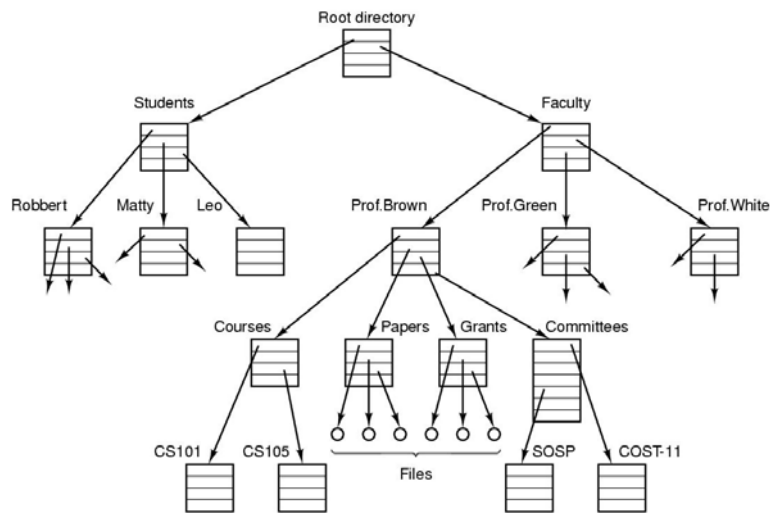 Root directory
Students Faculty
Robbert Matty Leo Prof.Brown Prof.Green Prof.White
Courses Papers Grants Committees
CS101 CS105 SOSP COST-11
Files